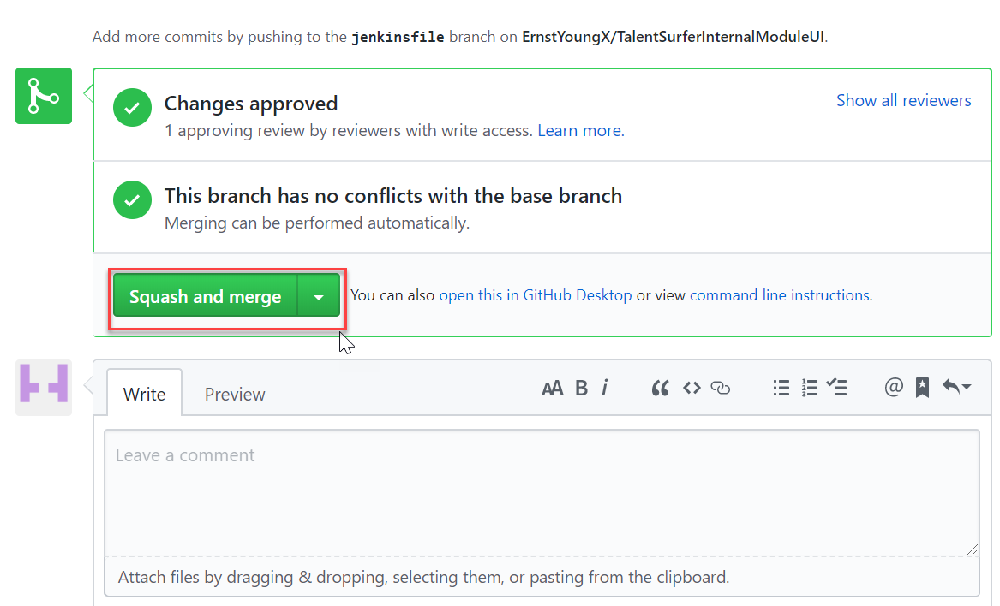 Add more commits by pushing to the jenkinsfile branch on ErnstYoungX/TalentSurferInternalModuleUI.
Changes approved
Show all reviewers
1 approving review by reviewers with write access. Learn more.
This branch has no conflicts with the base branch
Merging can be performed automatically.
Squash and merge
You can also open this in GitHub Desktop or view command line instructions.
Write
Preview
AA B i
Leave a comment
Attach files by dragging & dropping, selecting them, or pasting from the clipboard.